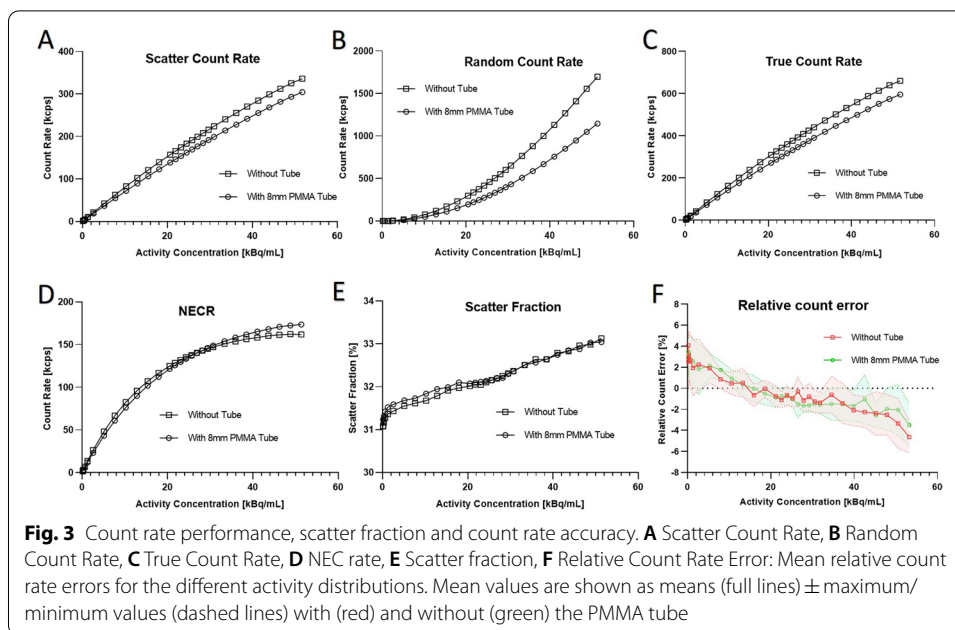 A
Scatter Count Rate
Count Rate [kcps]
400
300
200
100
0
Without Tube
With 8mm PMMA Tube
0 20 40 60
Activity Concentration [kBq/mL]
B
Random Count Rate
Count Rate [kcps]
2000
1500
1000
500
0
Without Tube
With 8mm PMMA Tube
0 20 40 60
Activity Concentration [kBq/mL]
C
True Count Rate
Count Rate [kcps]
800
600
400
200
0
Without Tube
With 8mm PMMA Tube
0 20 40 60
Activity Concentration [kBq/mL]
D
NECR
Count Rate [kcps]
200
150
100
50
0
Without Tube
With 8mm PMMA Tube
0 20 40 60
Activity Concentration [kBq/mL]
E
Scatter Fraction
Scatter Fraction [%]
34
33
32
31
30
Without Tube
With 8mm PMMA Tube
0 20 40 60
Activity Concentration [kBq/mL]
F
Relative count error
Relative Count Error [%]
8
6
4
2
0
-2
-4
-6
-8
Without Tube
With 8mm PMMA Tube
0 20 40 60
Activity Concentration [kBq/mL]
Fig. 3 Count rate performance, scatter fraction and count rate accuracy. A Scatter Count Rate, B Random
Count Rate, C True Count Rate, D NEC rate, E Scatter fraction, F Relative Count Rate Error: Mean relative count
rate errors for the different activity distributions. Mean values are shown as means (full lines) ± maximum/
minimum values (dashed lines) with (red) and without (green) the PMMA tube